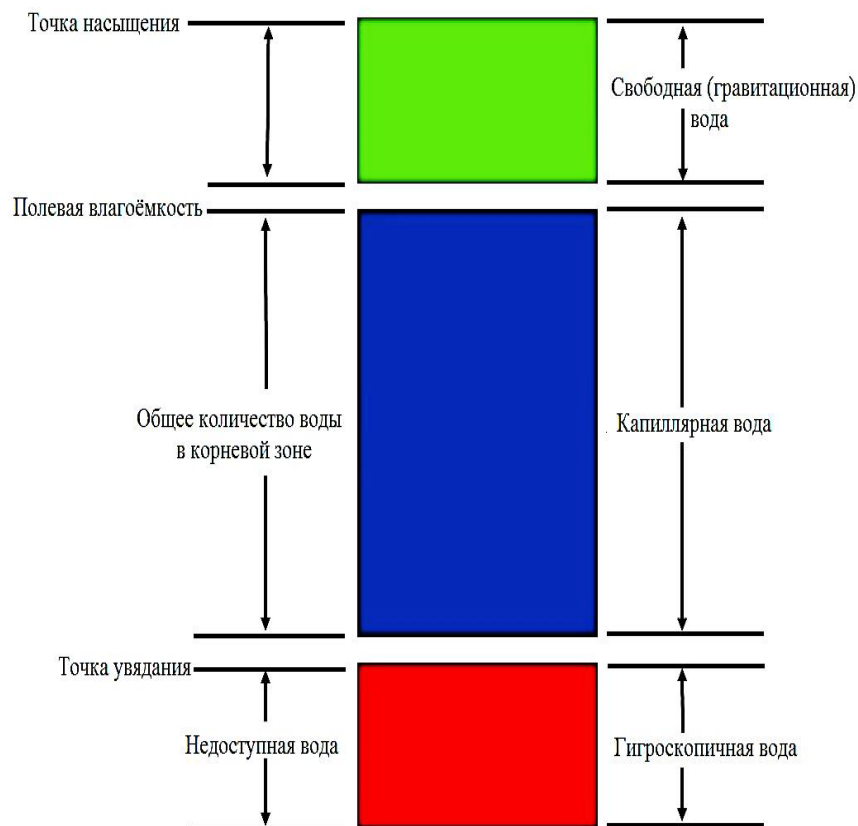 Точка насыщения
Свободная (гравитационная)
вода
Полевая влагоёмкость
Общее количество воды
в корневой зоне
Капиллярная вода
Точка увядания
Недоступная вода
Гигроскопичная вода